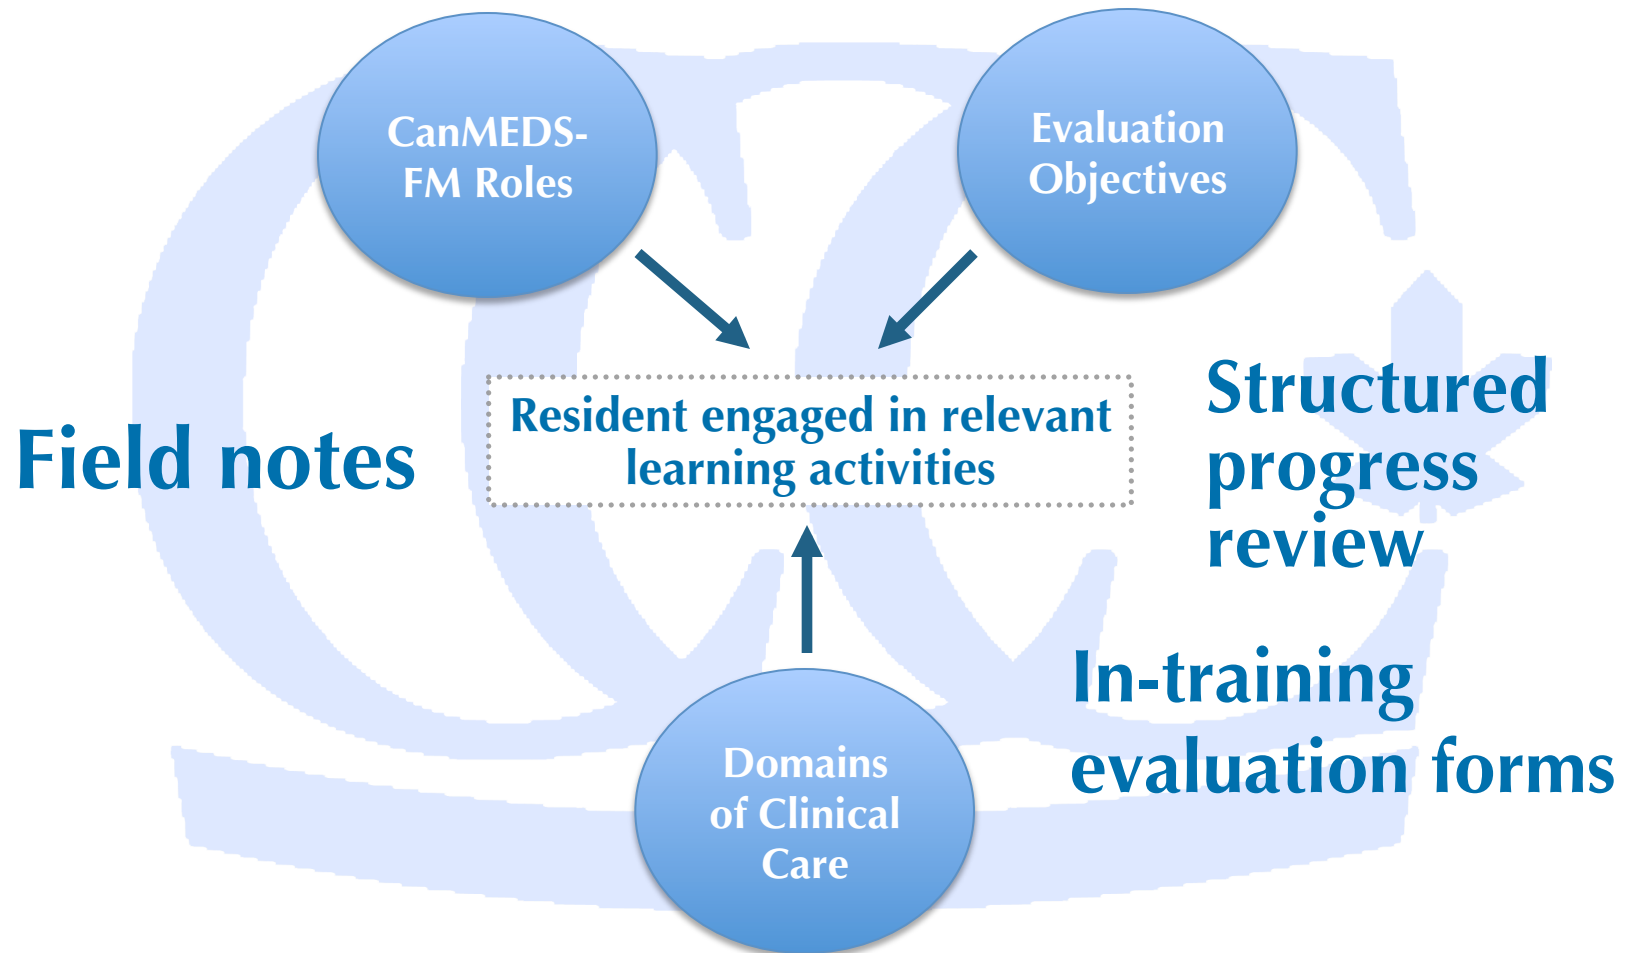 CanMEDS-
FM Roles
Evaluation
Objectives
Resident engaged in relevant
learning activities
Field notes
Structured
progress
review
In-training
evaluation forms
Domains
of Clinical
Care